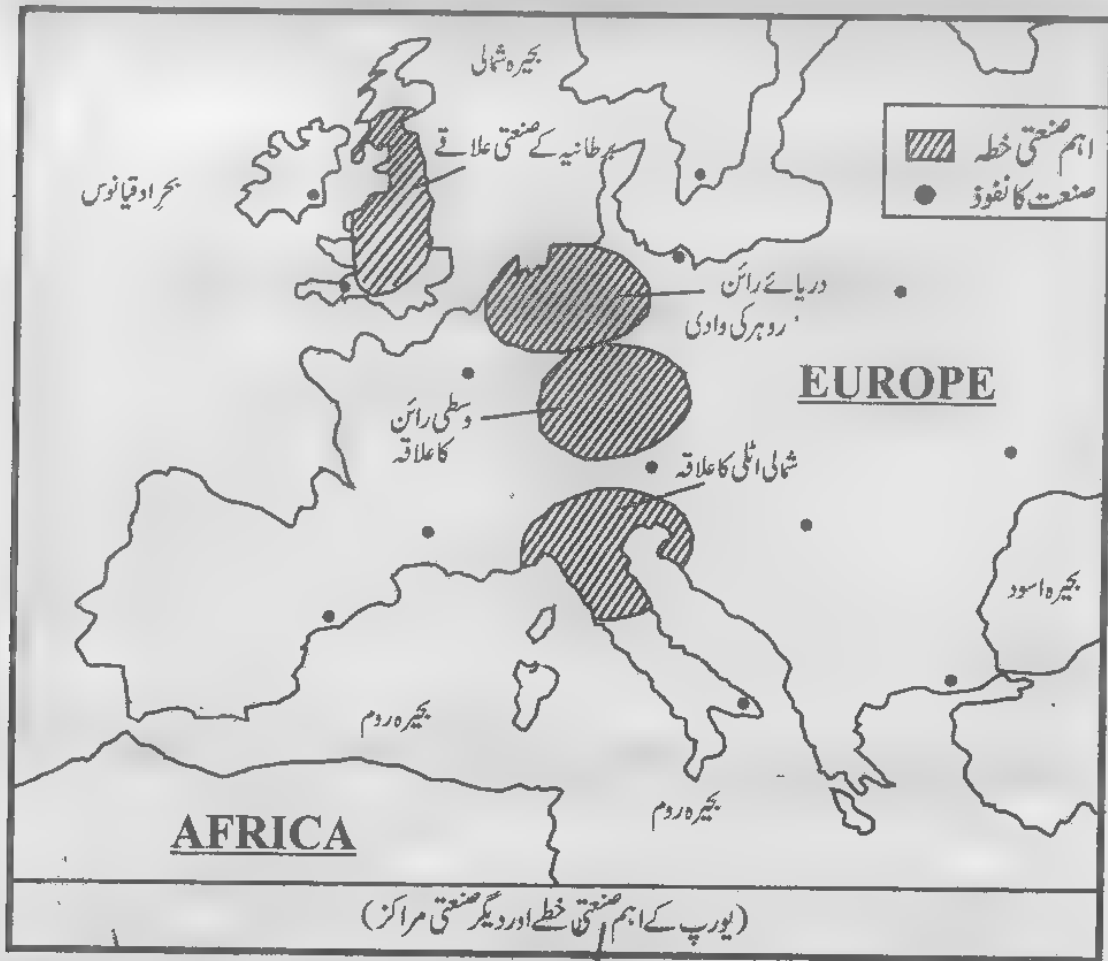 بحیرہ شمالی
برطانیہ کے صنعتی علاقے
بحر اوقیانوس
اہم صنعتی خطہ
صنعت کا نفوذ
دریائے رائن
روہر کی وادی
EUROPE
وسطی رائن
کا علاقہ
شمالی اٹلی کا علاقہ
بحیرہ اسود
بحیرہ روم
بحیرہ روم
AFRICA
(یورپ کے اہم صنعتی خطے اور دیگر صنعتی مراکز)